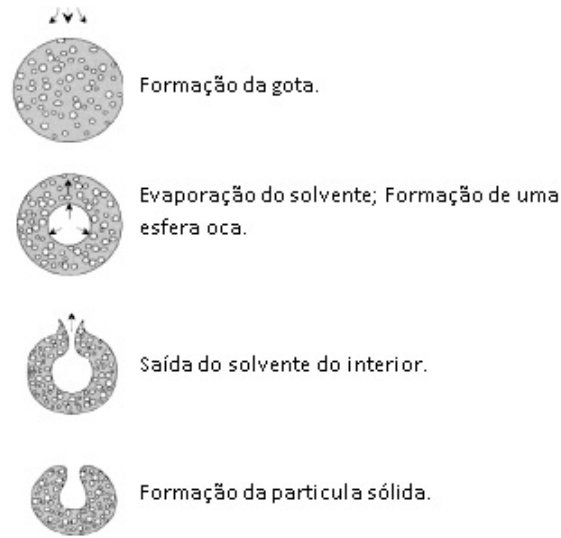 Formação da gota.
Evaporação do solvente; Formação de uma
esfera oca.
Saída do solvente do interior.
Formação da particula sólida.